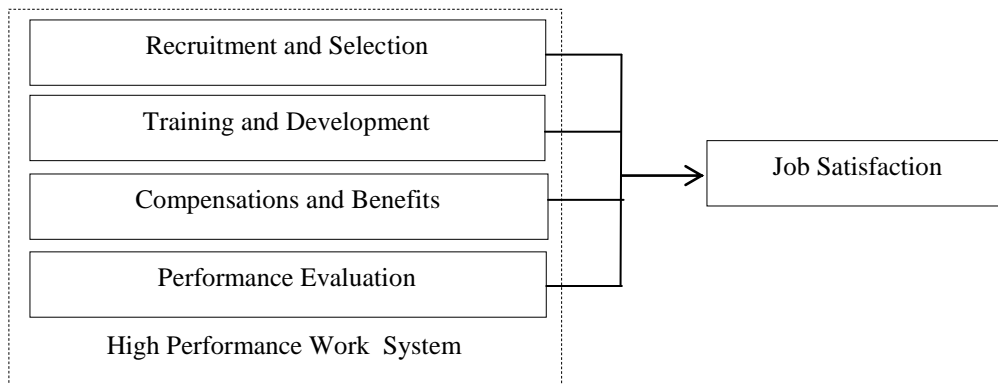 Recruitment and Selection
Training and Development
Compensations and Benefits
Performance Evaluation
High Performance Work System
Job Satisfaction